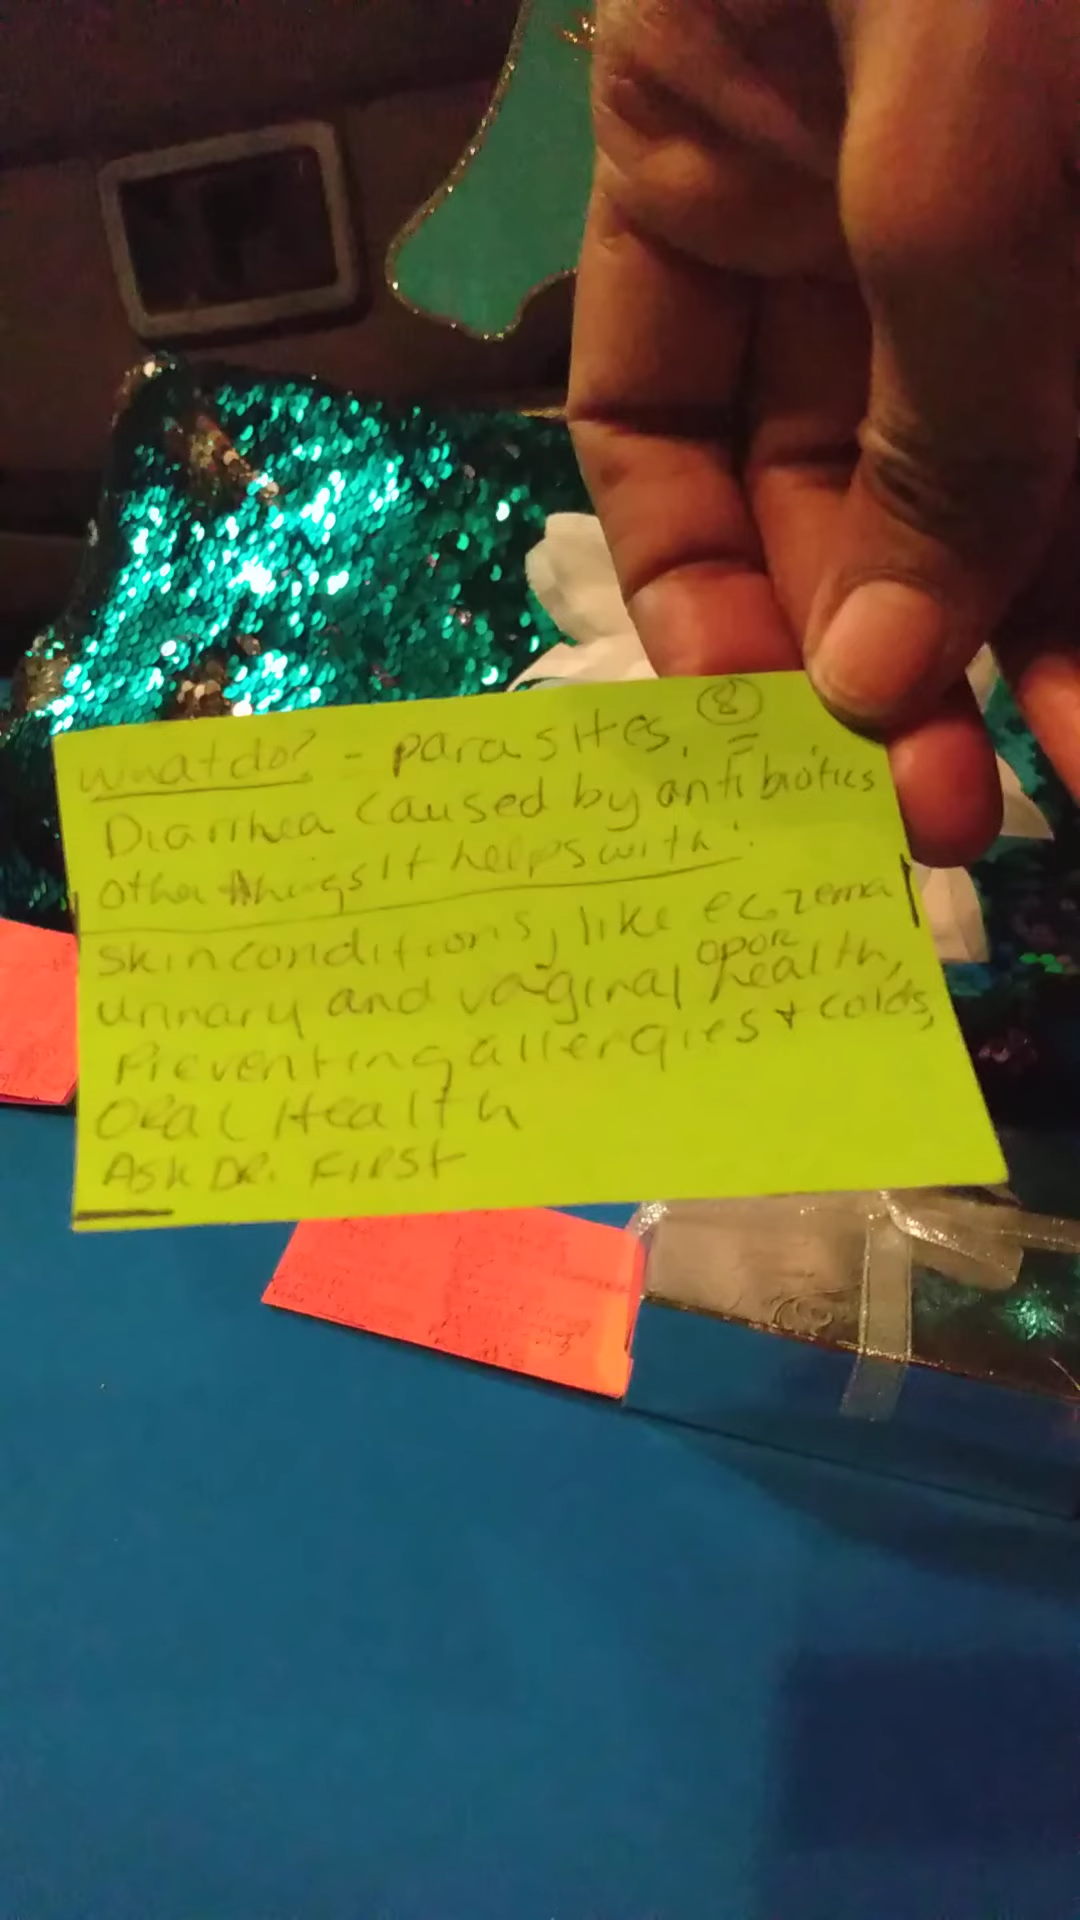 What do? - parasites. 8
Diarrhea caused by antibiotics
Other things It helps with:
Skin conditions, like eczema
odor
urinary and vaginal health,
Preventing allergies + colds,
Oral Health
Ask DR. First